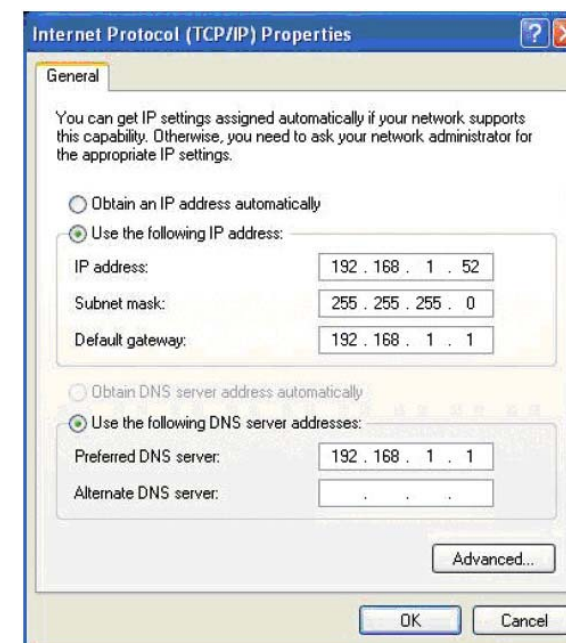 Internet Protocol (TCP/IP) Properties
General
You can get IP settings assigned automatically if your network supports
this capability. Otherwise, you need to ask your network administrator for
the appropriate IP settings.
Obtain an IP address automatically
Use the following IP address:
IP address: 192 . 168 . 1 . 52
Subnet mask: 255 . 255 . 255 . 0
Default gateway: 192 . 168 . 1 . 1
Obtain DNS server address automatically
Use the following DNS server addresses:
Preferred DNS server: 192 . 168 . 1 . 1
Alternate DNS server: . . .
Advanced...
OK Cancel